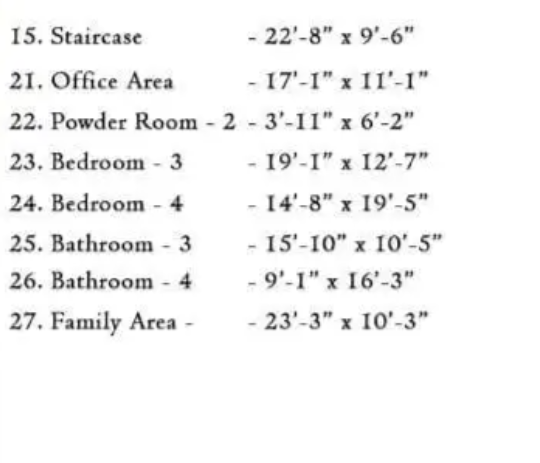 15. Staircase - 22'-8" x 9'-6"
21. Office Area - 17'-1" x 11'-1"
22. Powder Room - 2 - 3'-11" x 6'-2"
23. Bedroom - 3 - 19'-1" x 12'-7"
24. Bedroom - 4 - 14'-8" x 19'-5"
25. Bathroom - 3 - 15'-10" x 10'-5"
26. Bathroom - 4 - 9'-1" x 16'-3"
27. Family Area - - 23'-3" x 10'-3"